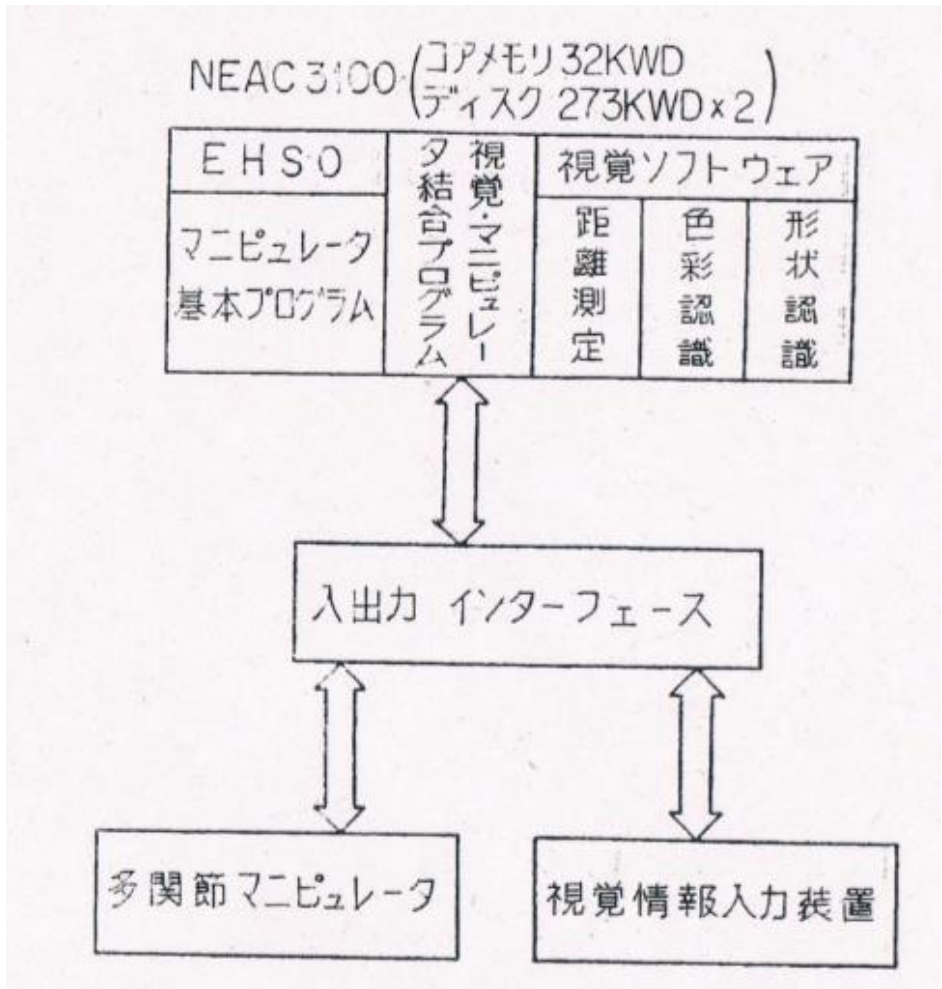 NEAC3100
コアメモリ 32KWD
ディスク 273KWD×2
EHSO
マニピュレータ
基本プログラム
視覚・マニピュレー
タ結合プログラム
視覚ソフトウェア
距離測定
色彩認識
形状認識
入出力 インターフェース
多関節マニピュレータ
視覚情報入力装置